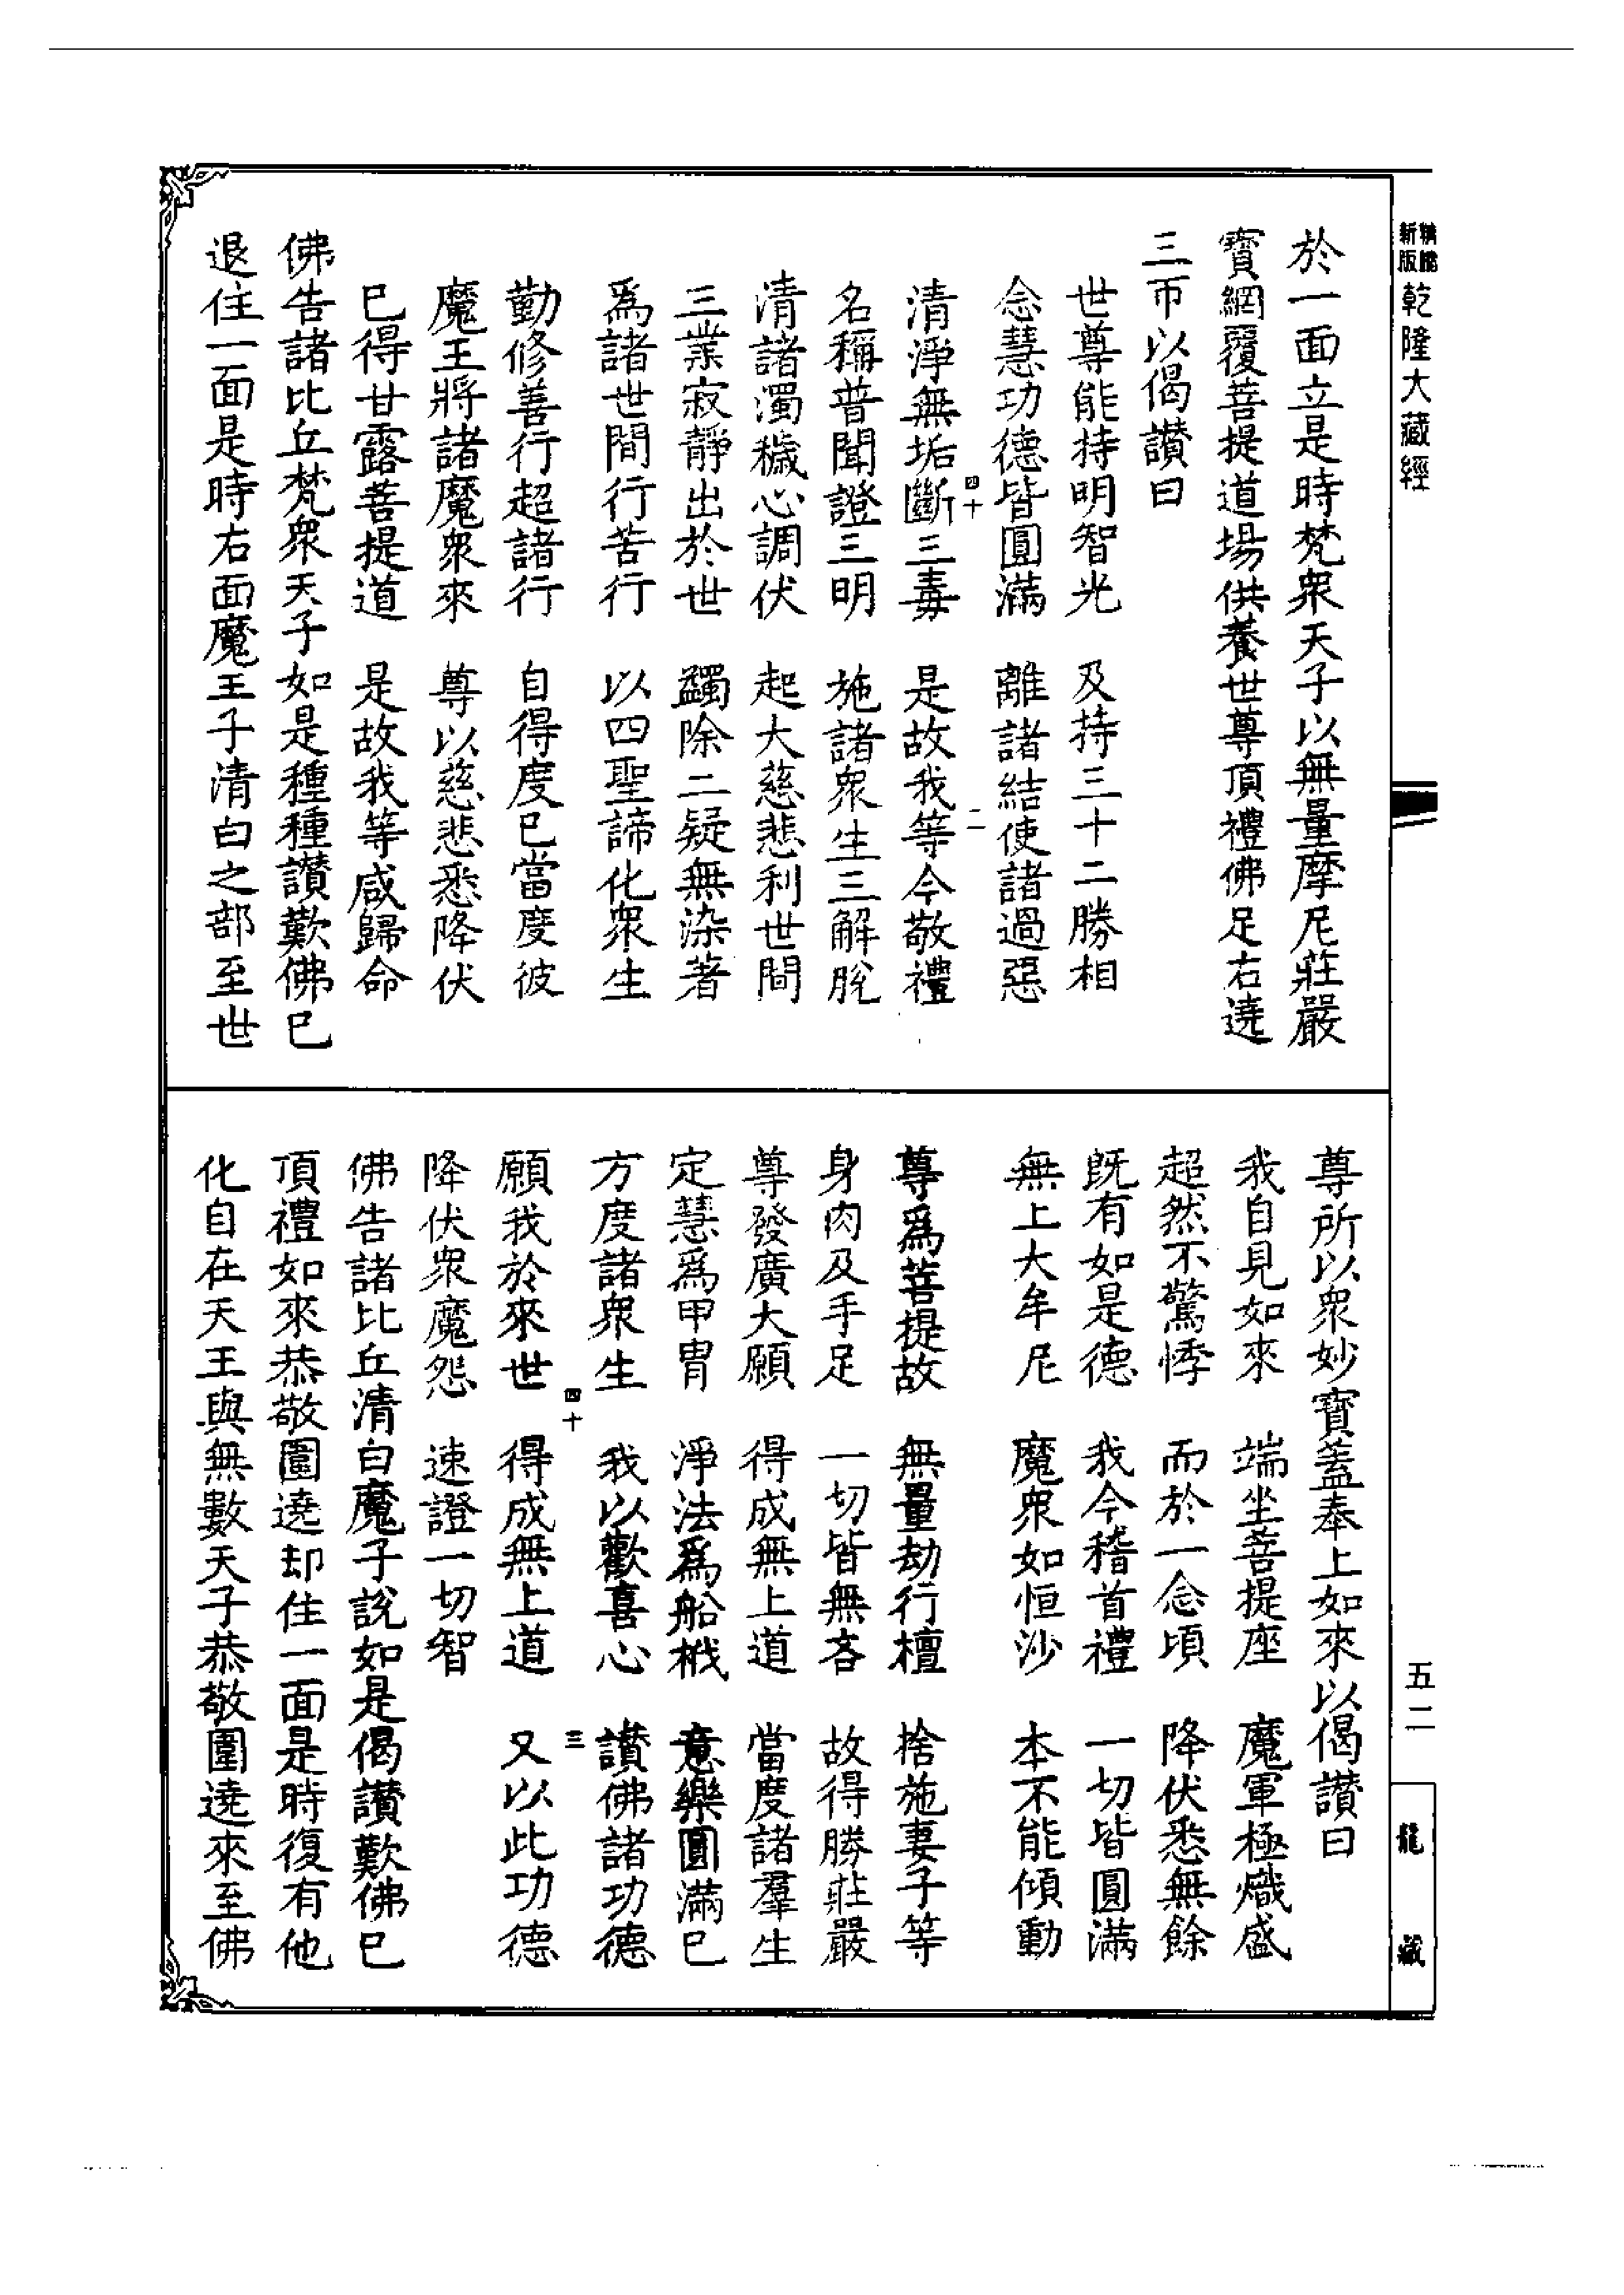 新版
乾隆大藏經
於一面立是時梵衆天子以無量摩尼莊嚴
寶網覆菩提道場供養世尊頂禮佛足右遶
三帀以偈讃曰
世尊能持明智光　及持三十二勝相
念慧功德皆圓滿　離諸結使諸過惡
四十　二
清淨無垢斷三毒　是故我等今敬禮
名稱普聞證三明　施諸衆生三解脫
清諸濁穢心調伏　起大慈悲利世間
三業寂靜出於世　蠲除二疑無染著
爲諸世間行苦行　以四聖諦化衆生
勤修善行超諸行　自得度已當度彼
魔王將諸魔衆來　尊以慈悲悉降伏
已得甘露菩提道　是故我等咸歸命
佛告諸比丘梵衆天子如是種種讃歎佛已
退住一面是時右面魔王子清白之部至世
尊所以衆妙寶蓋奉上如來以偈讃曰
我自見如來　端坐菩提座　魔軍極熾盛
超然不驚悸　而於一念頃　降伏悉無餘
既有如是德　我今稽首禮　一切皆圓滿
無上大牟尼　魔衆如恒沙　本不能傾動
尊爲菩提故　無量劫行檀　捨施妻子等
身肉及手足　一切皆無吝　故得勝莊嚴
尊發廣大願　得成無上道　當度諸羣生
定慧爲甲冑　淨法爲船栰　意樂圓滿已
方度諸衆生　我以歡喜心　讃佛諸功德
四十　三
願我於來世　得成無上道　又以此功德
降伏衆魔怨　速證一切智
佛告諸比丘清白魔子說如是偈讃歎佛已
頂禮如來恭敬圍遶却住一面是時復有他
化自在天王與無數天子恭敬圍遶來至佛
五二
龍藏